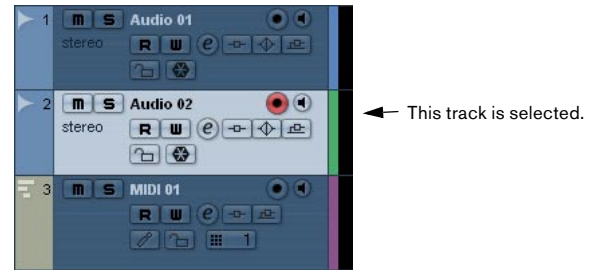 1 m S Audio 01
stereo R W e
2 m S Audio 02
This track is selected.
stereo R W e
3 m S MIDI 01
R W e
1